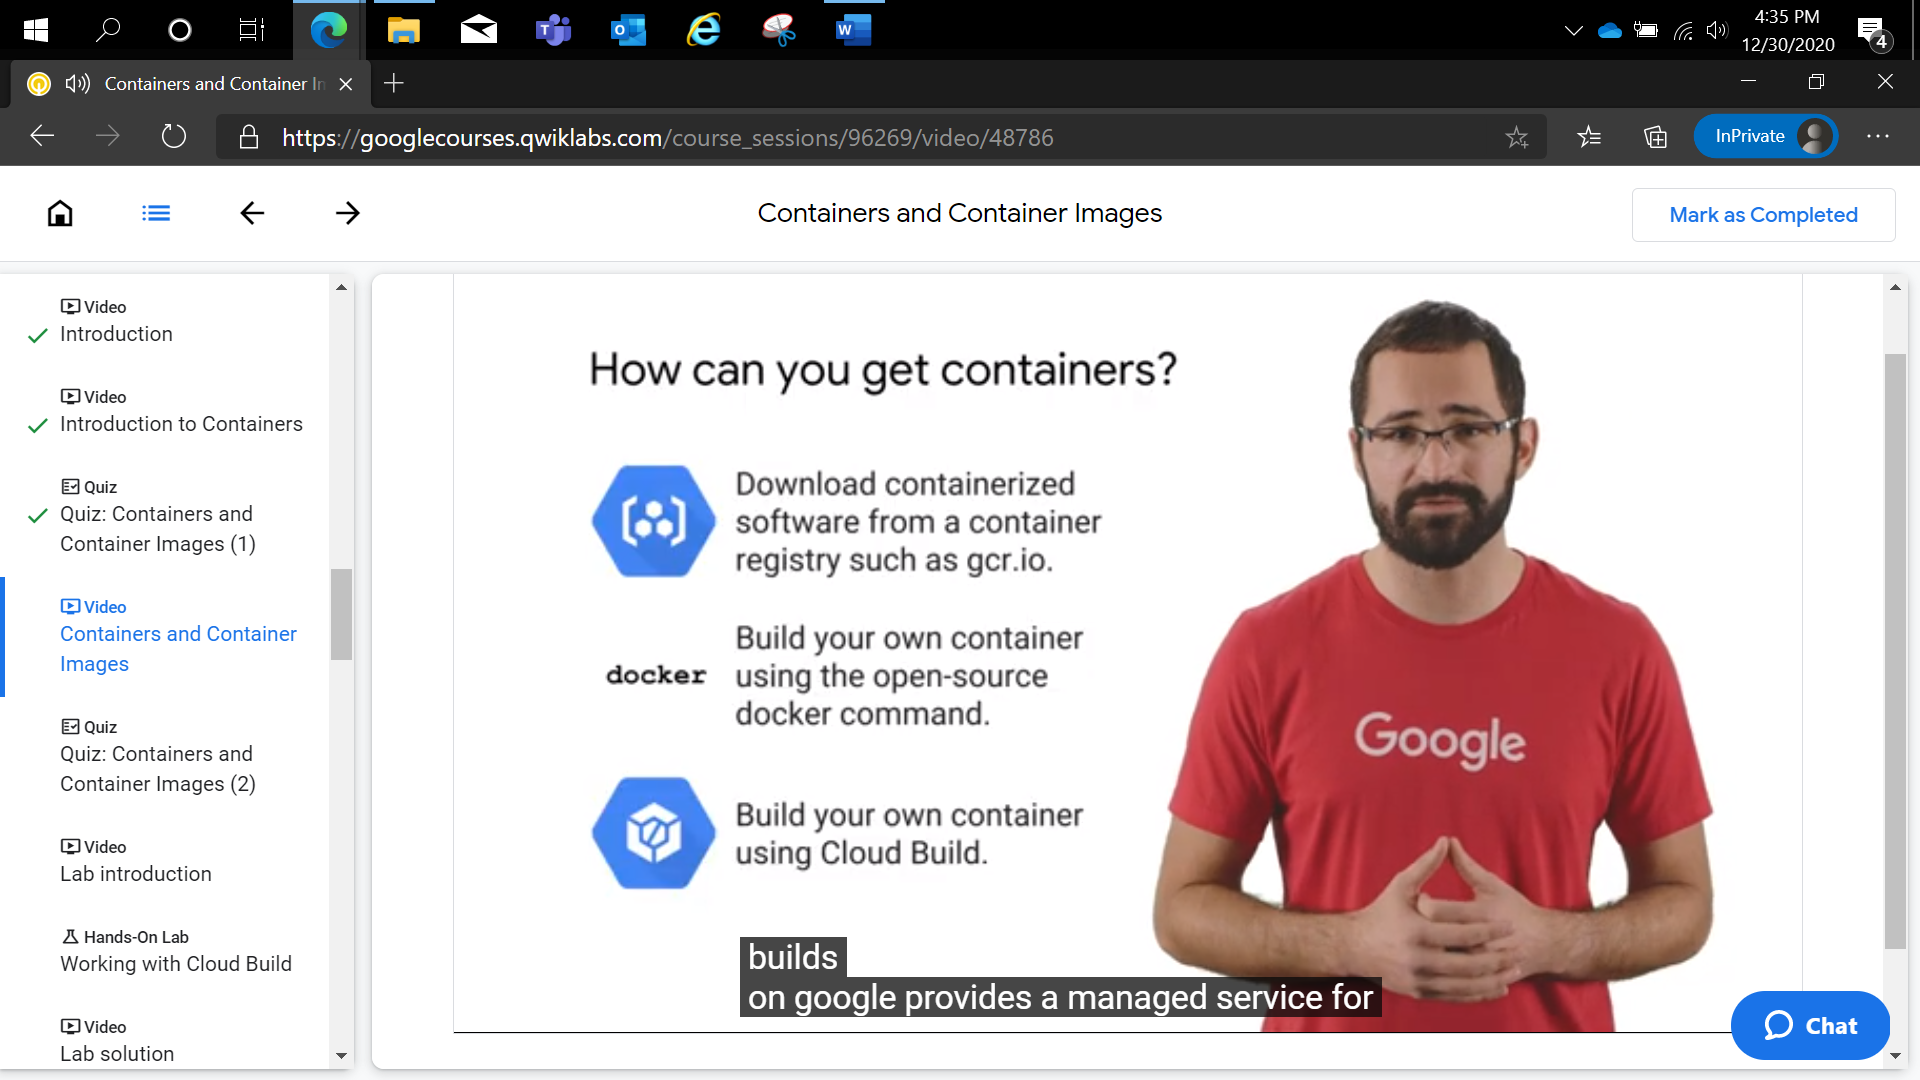 4:35 PM
12/30/2020
4
Containers and Container In
https://googlecourses.qwiklabs.com/course_sessions/96269/video/48786
InPrivate
Containers and Container Images
Mark as Completed
Video
Introduction
Video
Introduction to Containers
Quiz
Quiz: Containers and
Container Images (1)
Video
Containers and Container
Images
Quiz
Quiz: Containers and
Container Images (2)
Video
Lab introduction
Hands-On Lab
Working with Cloud Build
Video
Lab solution
How can you get containers?
Download containerized
software from a container
registry such as gcr.io.
docker
Build your own container
using the open-source
docker command.
Build your own container
using Cloud Build.
Google
builds
on google provides a managed service for
Chat